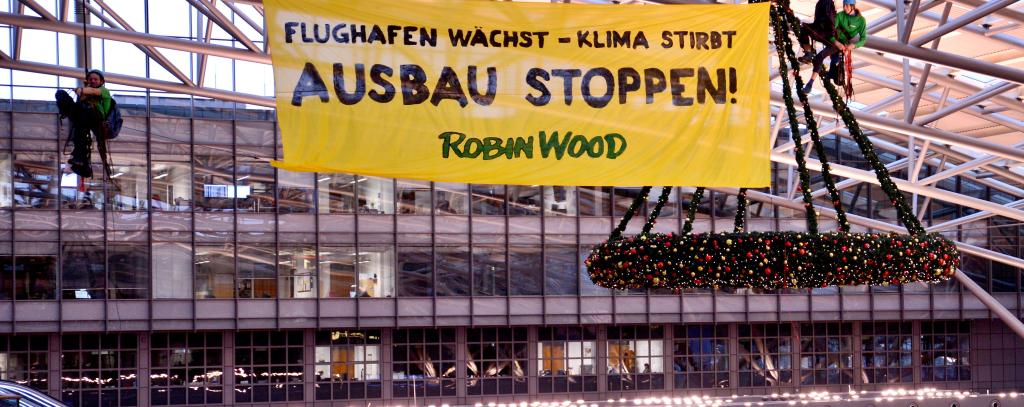 FLUGHAFEN WÄCHST - KLIMA STIRBT
AUSBAU STOPPEN!
ROBIN WOOD